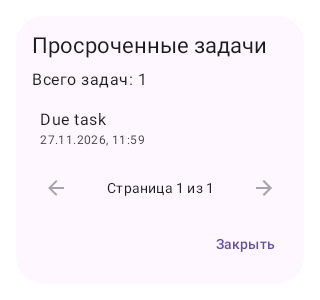 Просроченные задачи
Всего задач: 1
Due task
27.11.2026, 11:59
Страница 1 из 1
Закрыть